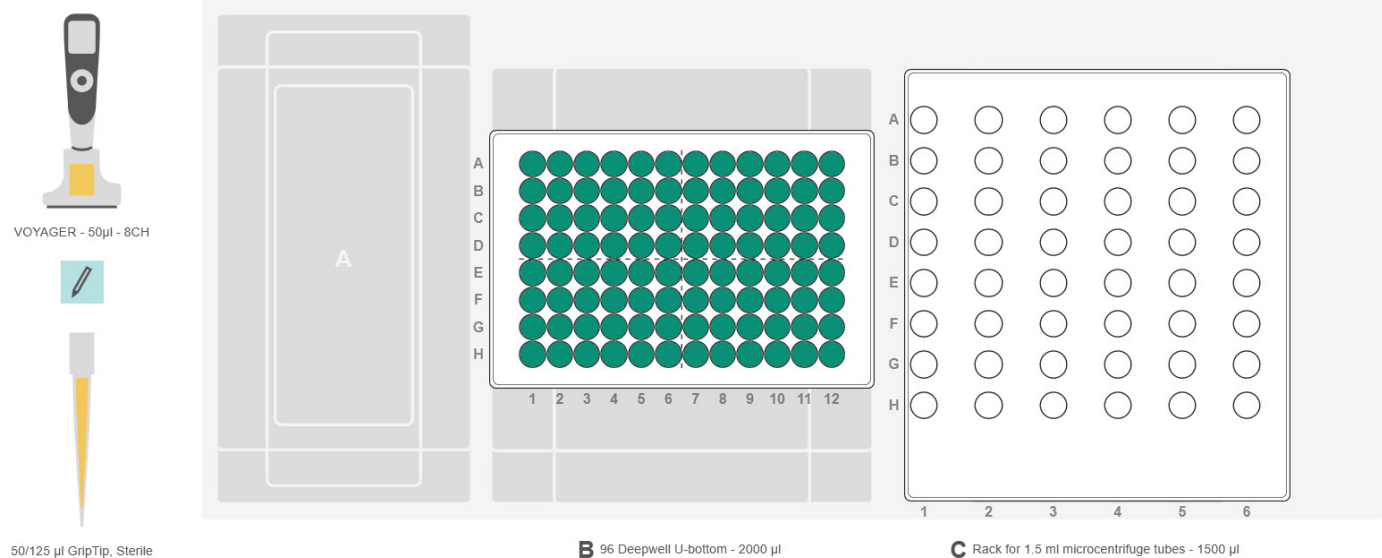 VOYAGER - 50µl - 8CH
50/125 µl GripTip, Sterile
A
A
B
C
D
E
F
G
H
1 2 3 4 5 6 7 8 9 10 11 12
B 96 Deepwell U-bottom - 2000 µl
A
B
C
D
E
F
G
H
1 2 3 4 5 6
C Rack for 1.5 ml microcentrifuge tubes - 1500 µl